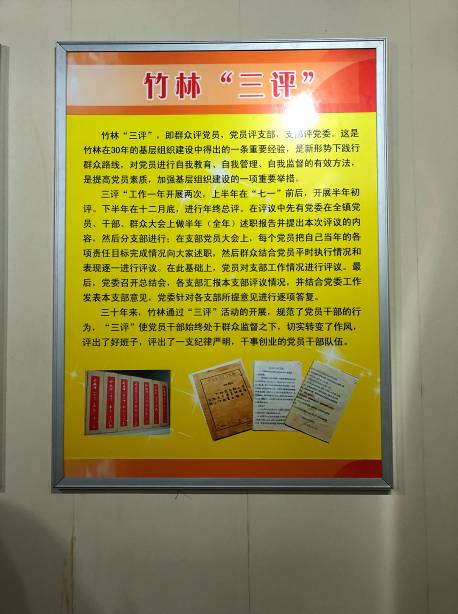 竹林“三评”
竹林“三评”，即群众评党员，党员评支部，支部评党委。这是
竹林在30年的基层组织建设中得出的一条重要经验，是新形势下践行
群众路线，对党员进行自我教育、自我管理、自我监督的有效方法，
是提高党员素质，加强基层组织建设的一项重要举措。
三评“工作一年开展两次，上半年在“七一”前后，开展半年初
评。下半年在十二月底，进行年终总评。在评议中先有党委在全镇党
员、干部、群众大会上做半年（全年）述职报告并提出本次评议的内
容，然后分支部进行；在支部党员大会上，每个党员把自己当年的各
项责任目标完成情况向大家述职，然后群众结合党员平时执行情况和
表现逐一进行评议。在此基础上，党员对支部工作情况进行评议。最
后，党委召开总结会，各支部汇报本支部评议情况，并结合党委工作
发表本支部意见，党委针对各支部所提意见进行逐项答复。
三十年来，竹林通过“三评”活动的开展，规范了党员干部的行
为，“三评”使党员干部始终处于群众监督之下，切实转变了作风，
评出了好班子，评出了一支纪律严明，干事创业的党员干部队伍。